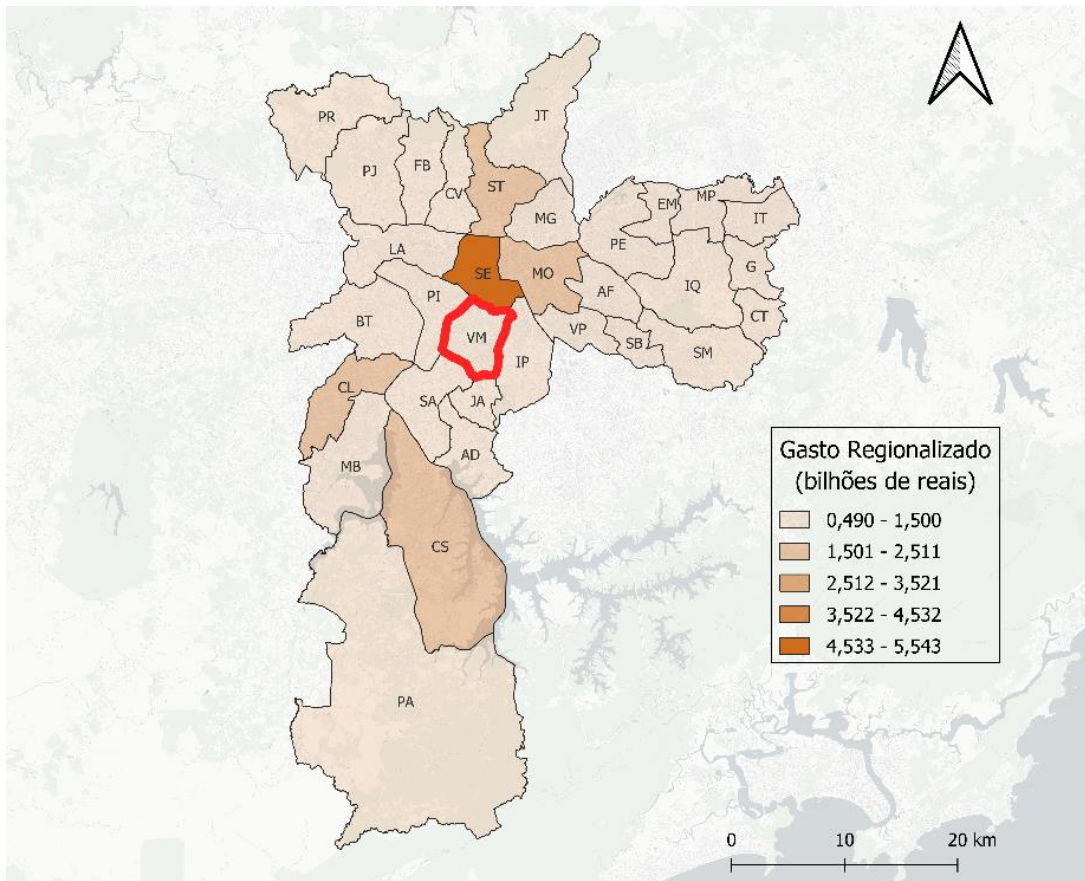 JT
PR
PJ
FB
CV
ST
MG
MP
EM
IT
PE
LA
SE
MO
G
AF
IQ
PI
CT
BT
VM
VP
SB
SM
IP
CL
SA
JA
AD
MB
CS
PA
Gasto Regionalizado
(bilhões de reais)
0,490 - 1,500
1,501 - 2,511
2,512 - 3,521
3,522 - 4,532
4,533 - 5,543
0 10 20 km